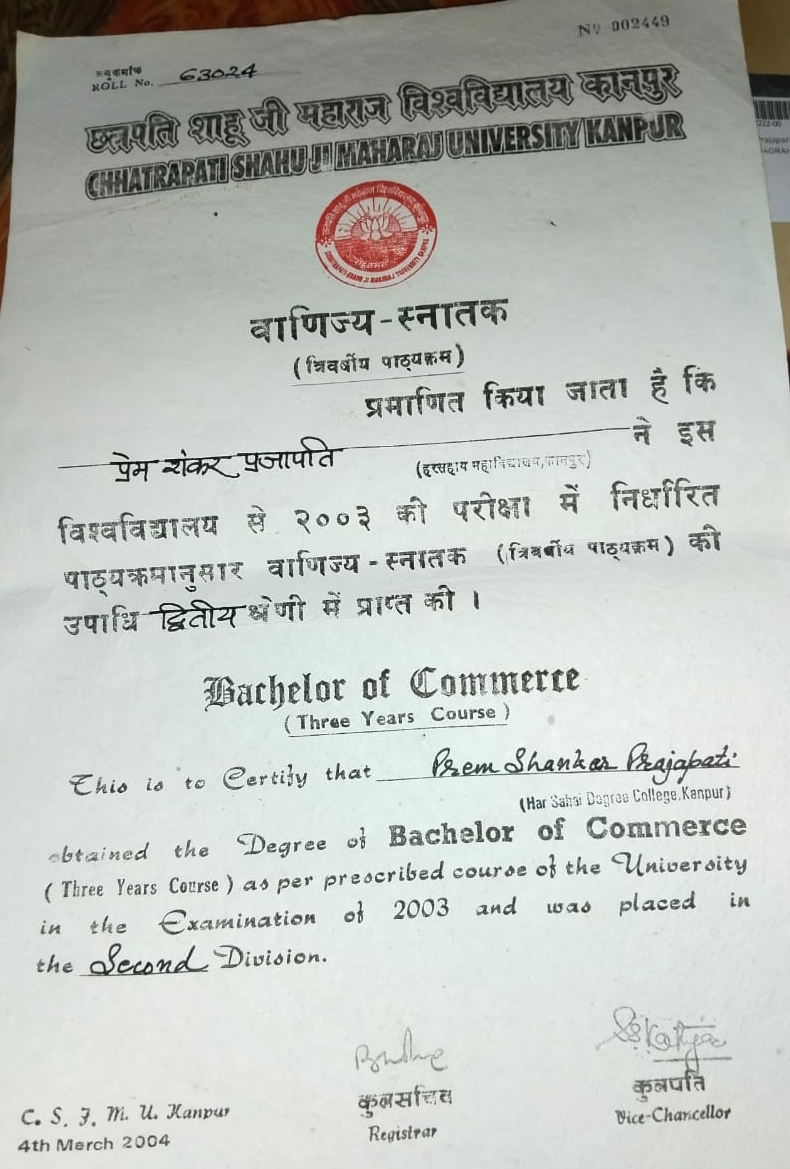 Nº 002449
अनुक्रमांक
ROLL No. 63024
छत्रपति शाहू जी महाराज विश्वविद्यालय कानपुर
CHHATRAPATI SHAHU JI MAHARAJ UNIVERSITY KANPUR
वाणिज्य-स्नातक
(त्रिवर्षीय पाठ्यक्रम)
प्रमाणित किया जाता है कि
प्रेम शंकर प्रजापति ने इस
(हरसहाय महाविद्यालय, कानपुर)
विश्वविद्यालय से २००३ की परीक्षा में निर्धारित
पाठ्यक्रमानुसार वाणिज्य-स्नातक (त्रिवर्षीय पाठ्यक्रम) की
उपाधि द्वितीय श्रेणी में प्राप्त की ।
Bachelor of Commerce
(Three Years Course)
This is to Certify that Prem Shankar Prajapati
(Har Sahai Degree College, Kanpur)
obtained the Degree of Bachelor of Commerce
(Three Years Course) as per prescribed course of the University
in the Examination of 2003 and was placed in
the Second Division.
कुलसचिव
Registrar
कुलपति
Vice-Chancellor
C. S. J. M. U. Kanpur
4th March 2004